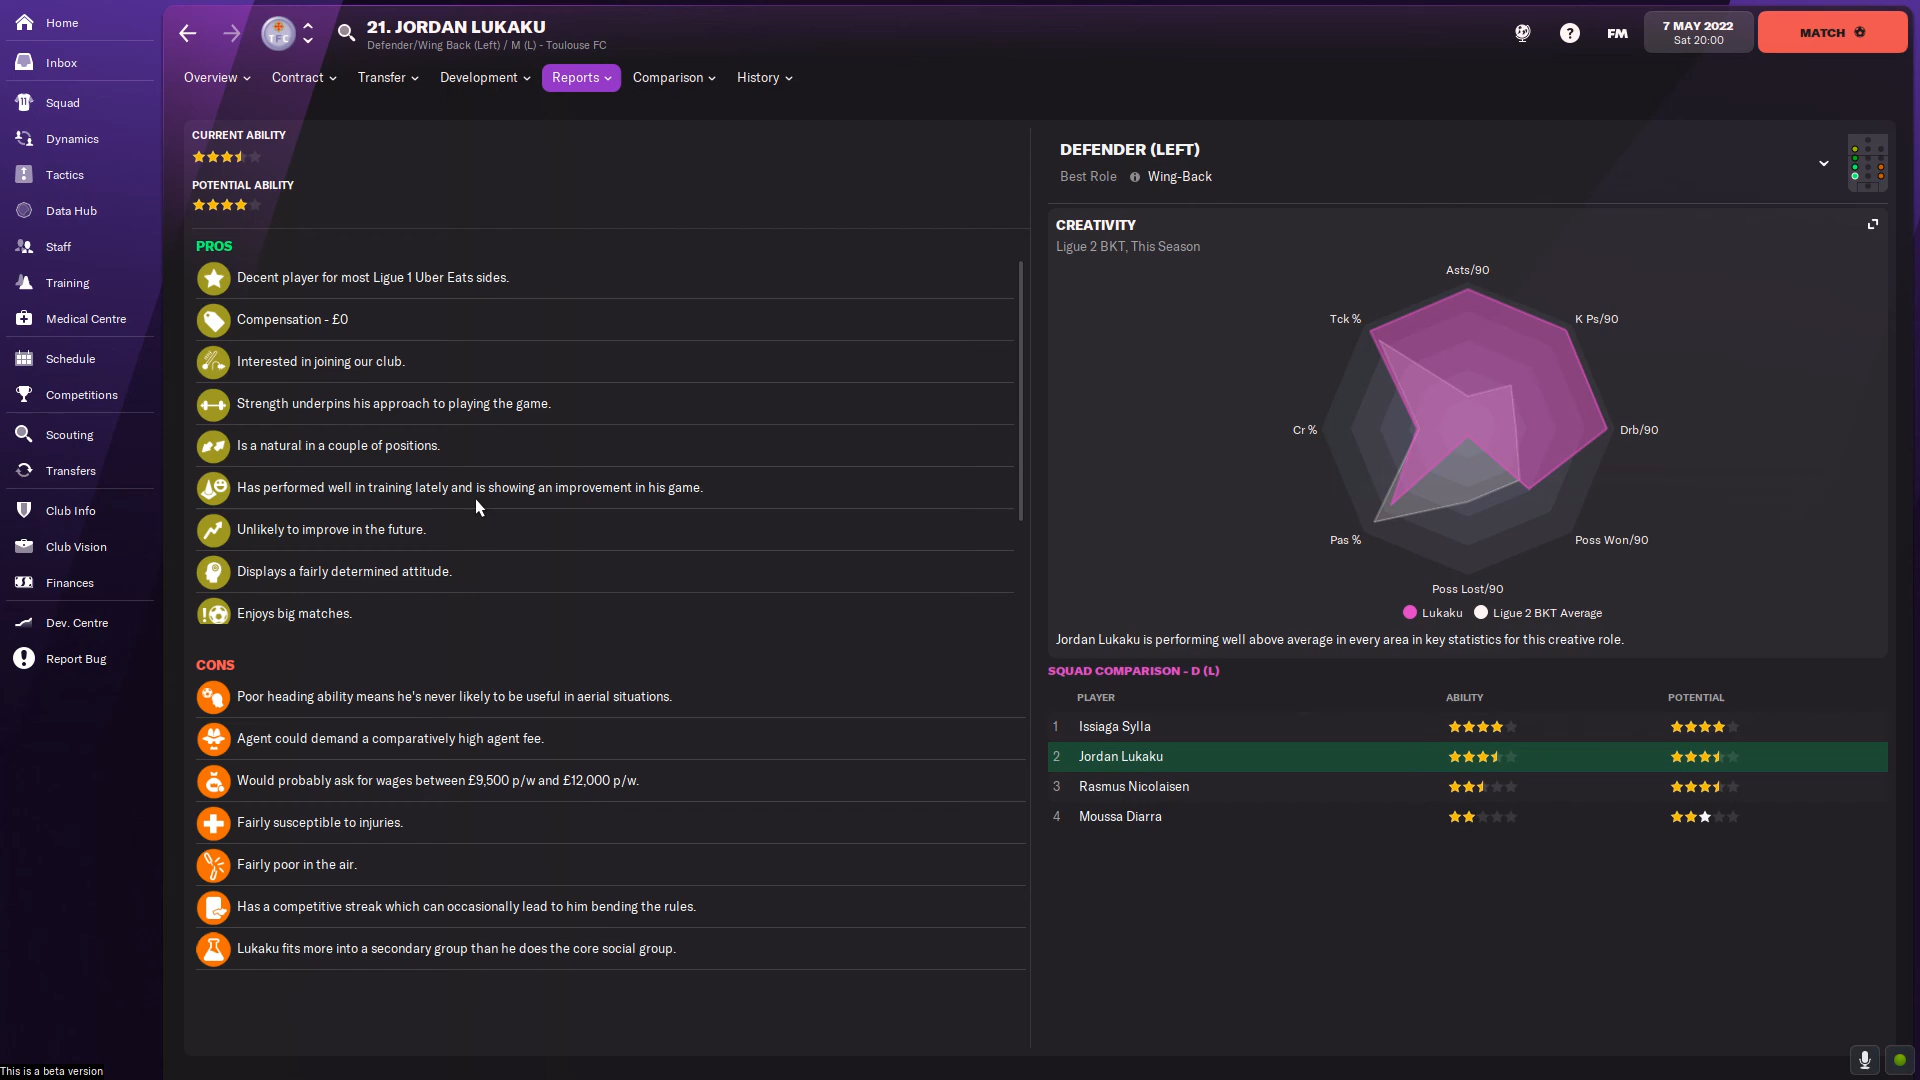 Home
Inbox
Squad
Dynamics
Tactics
Data Hub
Staff
Training
Medical Centre
Schedule
Competitions
Scouting
Transfers
Club Info
Club Vision
Finances
Dev. Centre
Report Bug
This is a beta version
TFC
21. JORDAN LUKAKU
Defender/Wing Back (Left) / M (L) - Toulouse FC
?
FM
7 MAY 2022
Sat 20:00
MATCH
Overview
Contract
Transfer
Development
Reports
Comparison
History
CURRENT ABILITY
POTENTIAL ABILITY
PROS
Decent player for most Ligue 1 Uber Eats sides.
Compensation - £0
Interested in joining our club.
Strength underpins his approach to playing the game.
Is a natural in a couple of positions.
Has performed well in training lately and is showing an improvement in his game.
Unlikely to improve in the future.
Displays a fairly determined attitude.
Enjoys big matches.
CONS
Poor heading ability means he's never likely to be useful in aerial situations.
Agent could demand a comparatively high agent fee.
Would probably ask for wages between £9,500 p/w and £12,000 p/w.
Fairly susceptible to injuries.
Fairly poor in the air.
Has a competitive streak which can occasionally lead to him bending the rules.
Lukaku fits more into a secondary group than he does the core social group.
DEFENDER (LEFT)
Best Role Wing-Back
CREATIVITY
Ligue 2 BKT, This Season
Asts/90
Tck %
K Ps/90
Cr %
Drb/90
Pas %
Poss Won/90
Poss Lost/90
Lukaku Ligue 2 BKT Average
Jordan Lukaku is performing well above average in every area in key statistics for this creative role.
SQUAD COMPARISON - D (L)
PLAYER ABILITY POTENTIAL
1 Issiaga Sylla
2 Jordan Lukaku
3 Rasmus Nicolaisen
4 Moussa Diarra